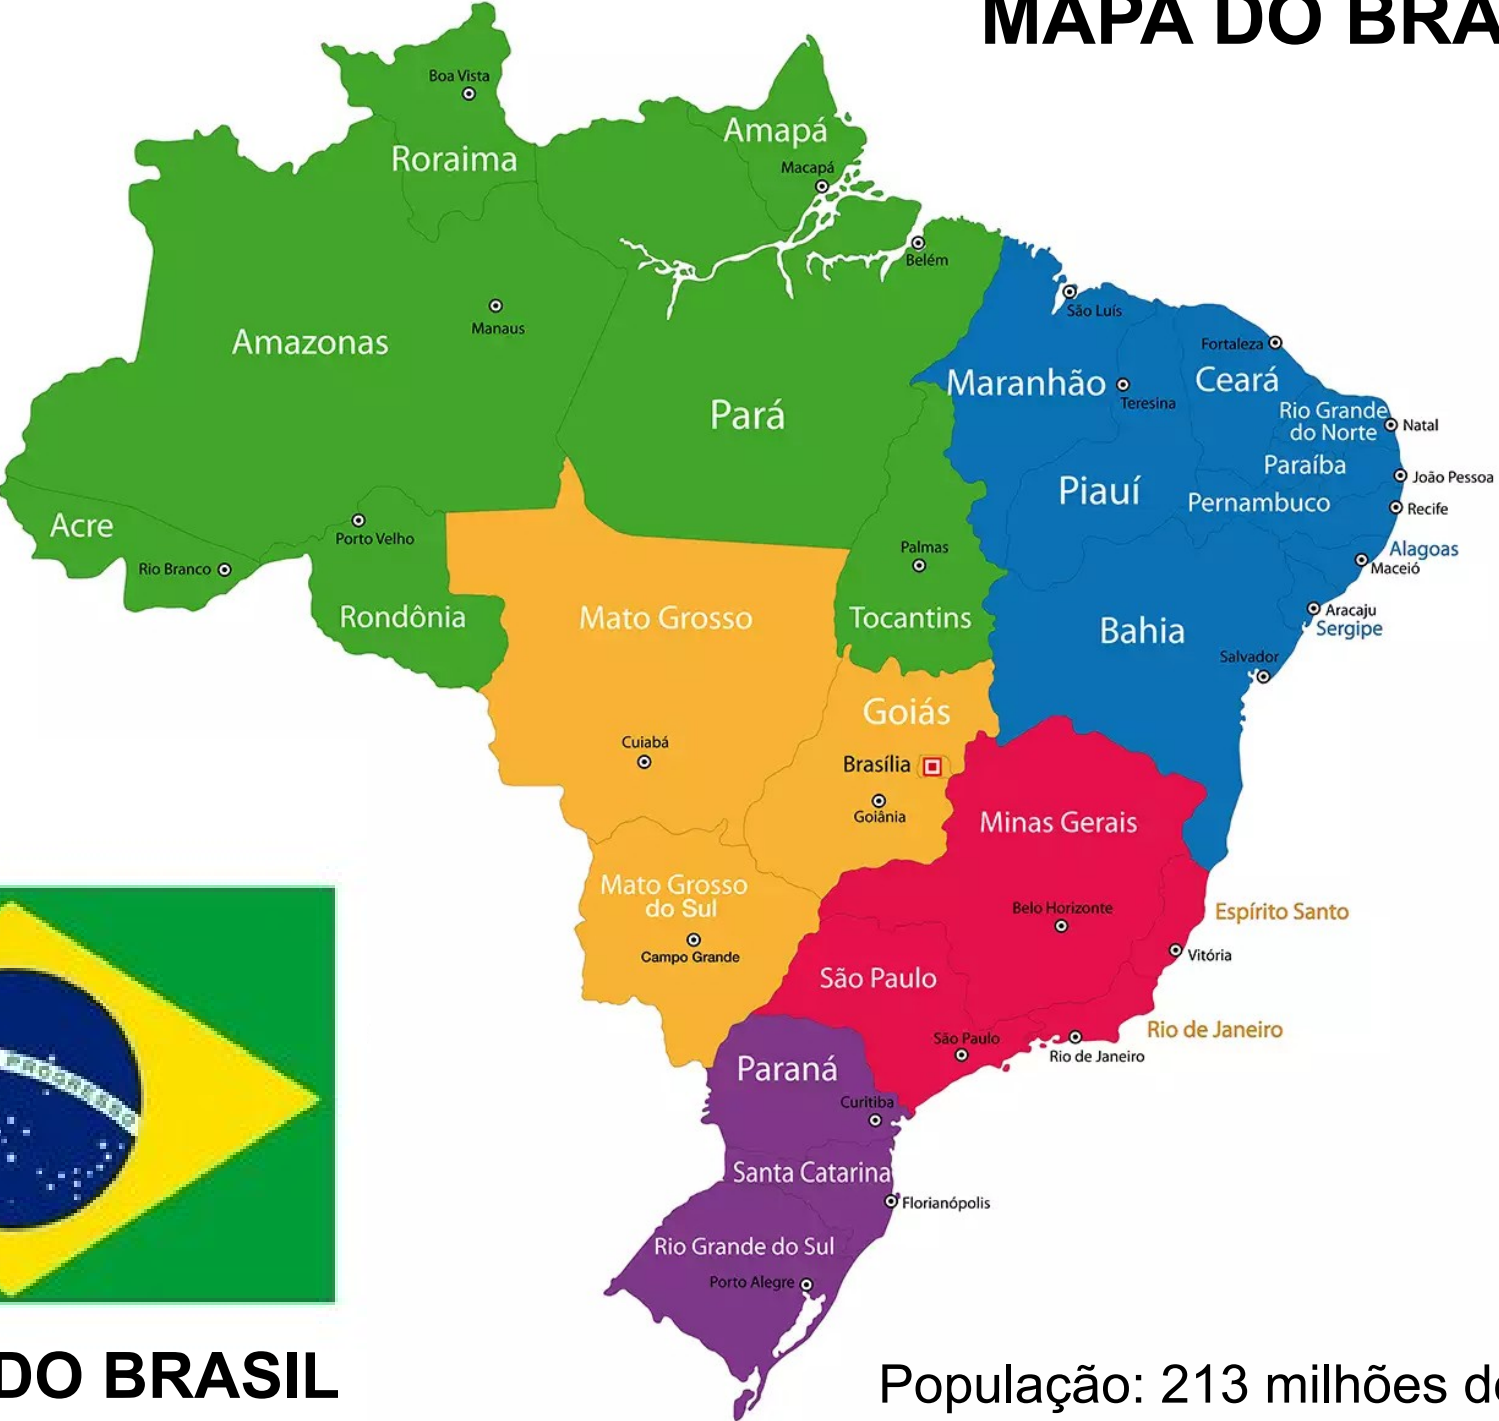 MAPA DO BRA
Boa Vista
Roraima
Amapá
Macapá
Belém
Manaus
Amazonas
Pará
São Luís
Fortaleza
Maranhão
Teresina
Ceará
Rio Grande
do Norte
Natal
Paraíba
João Pessoa
Piauí
Pernambuco
Recife
Acre
Rio Branco
Porto Velho
Rondônia
Mato Grosso
Palmas
Tocantins
Alagoas
Maceió
Aracaju
Sergipe
Bahia
Salvador
Goiás
Cuiabá
Brasília
Goiânia
Minas Gerais
Mato Grosso
do Sul
Campo Grande
Belo Horizonte
Espírito Santo
Vitória
São Paulo
São Paulo
Rio de Janeiro
Rio de Janeiro
Paraná
Curitiba
Santa Catarina
Florianópolis
Rio Grande do Sul
Porto Alegre
PROGRESSO
DO BRASIL
População: 213 milhões de